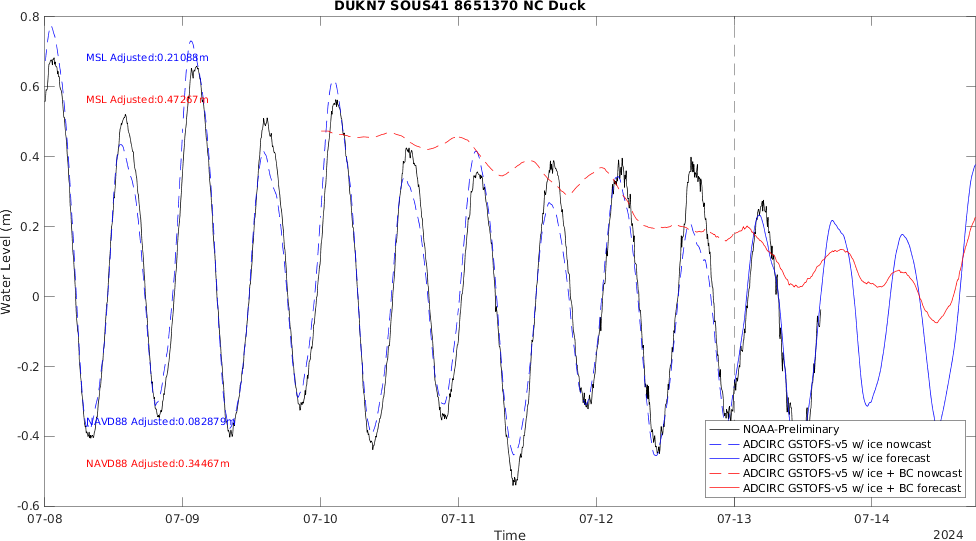 DUKN7 SOUS41 8651370 NC Duck
0.8
0.6
0.4
0.2
0
-0.2
-0.4
-0.6
Water Level (m)
MSL Adjusted:0.21088m
MSL Adjusted:0.47267m
NAVD88 Adjusted:0.082879m
NAVD88 Adjusted:0.34467m
NOAA-Preliminary
ADCIRC GSTOFS-v5 w/ ice nowcast
ADCIRC GSTOFS-v5 w/ ice forecast
ADCIRC GSTOFS-v5 w/ ice + BC nowcast
ADCIRC GSTOFS-v5 w/ ice + BC forecast
07-08 07-09 07-10 07-11 07-12 07-13 07-14
Time
2024